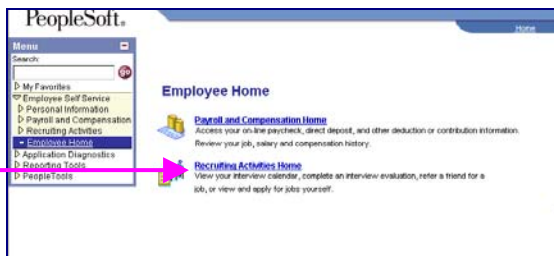 PeopleSoft.
Home
Menu
Search:
go
My Favorites
Employee Self Service
Personal Information
Payroll and Compensation
Recruiting Activities
- Employee Home
Application Diagnostics
Reporting Tools
PeopleTools
Employee Home
Payroll and Compensation Home
Access your on-line paycheck, direct deposit, and other deduction or contribution information.
Review your job, salary and compensation history.
Recruiting Activities Home
View your interview calendar, complete an interview evaluation, refer a friend for a
job, or view and apply for jobs yourself.